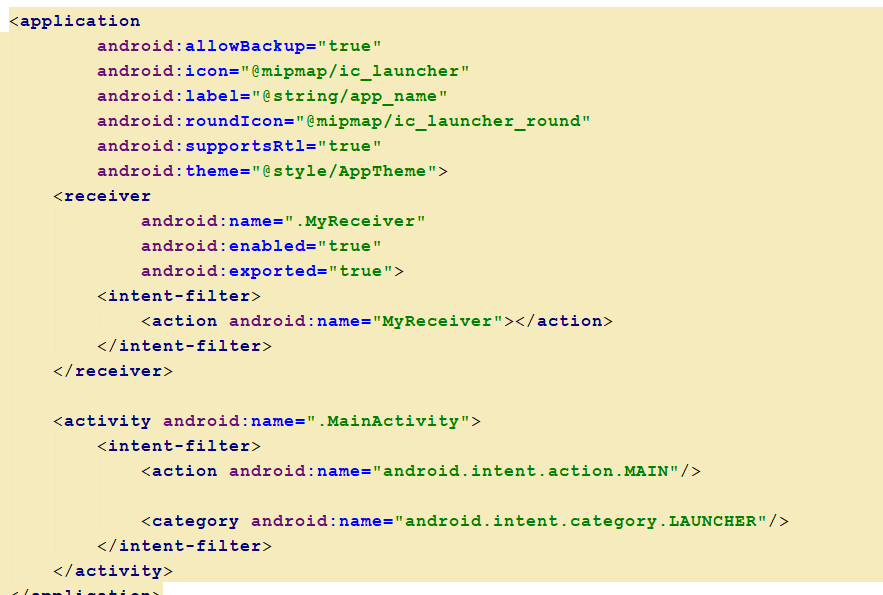 <application
android:allowBackup="true"
android:icon="@mipmap/ic_launcher"
android:label="@string/app_name"
android:roundIcon="@mipmap/ic_launcher_round"
android:supportsRtl="true"
android:theme="@style/AppTheme">
<receiver
android:name=".MyReceiver"
android:enabled="true"
android:exported="true">
<intent-filter>
<action android:name="MyReceiver"></action>
</intent-filter>
</receiver>
<activity android:name=".MainActivity">
<intent-filter>
<action android:name="android.intent.action.MAIN"/>
<category android:name="android.intent.category.LAUNCHER"/>
</intent-filter>
</activity>
</application>